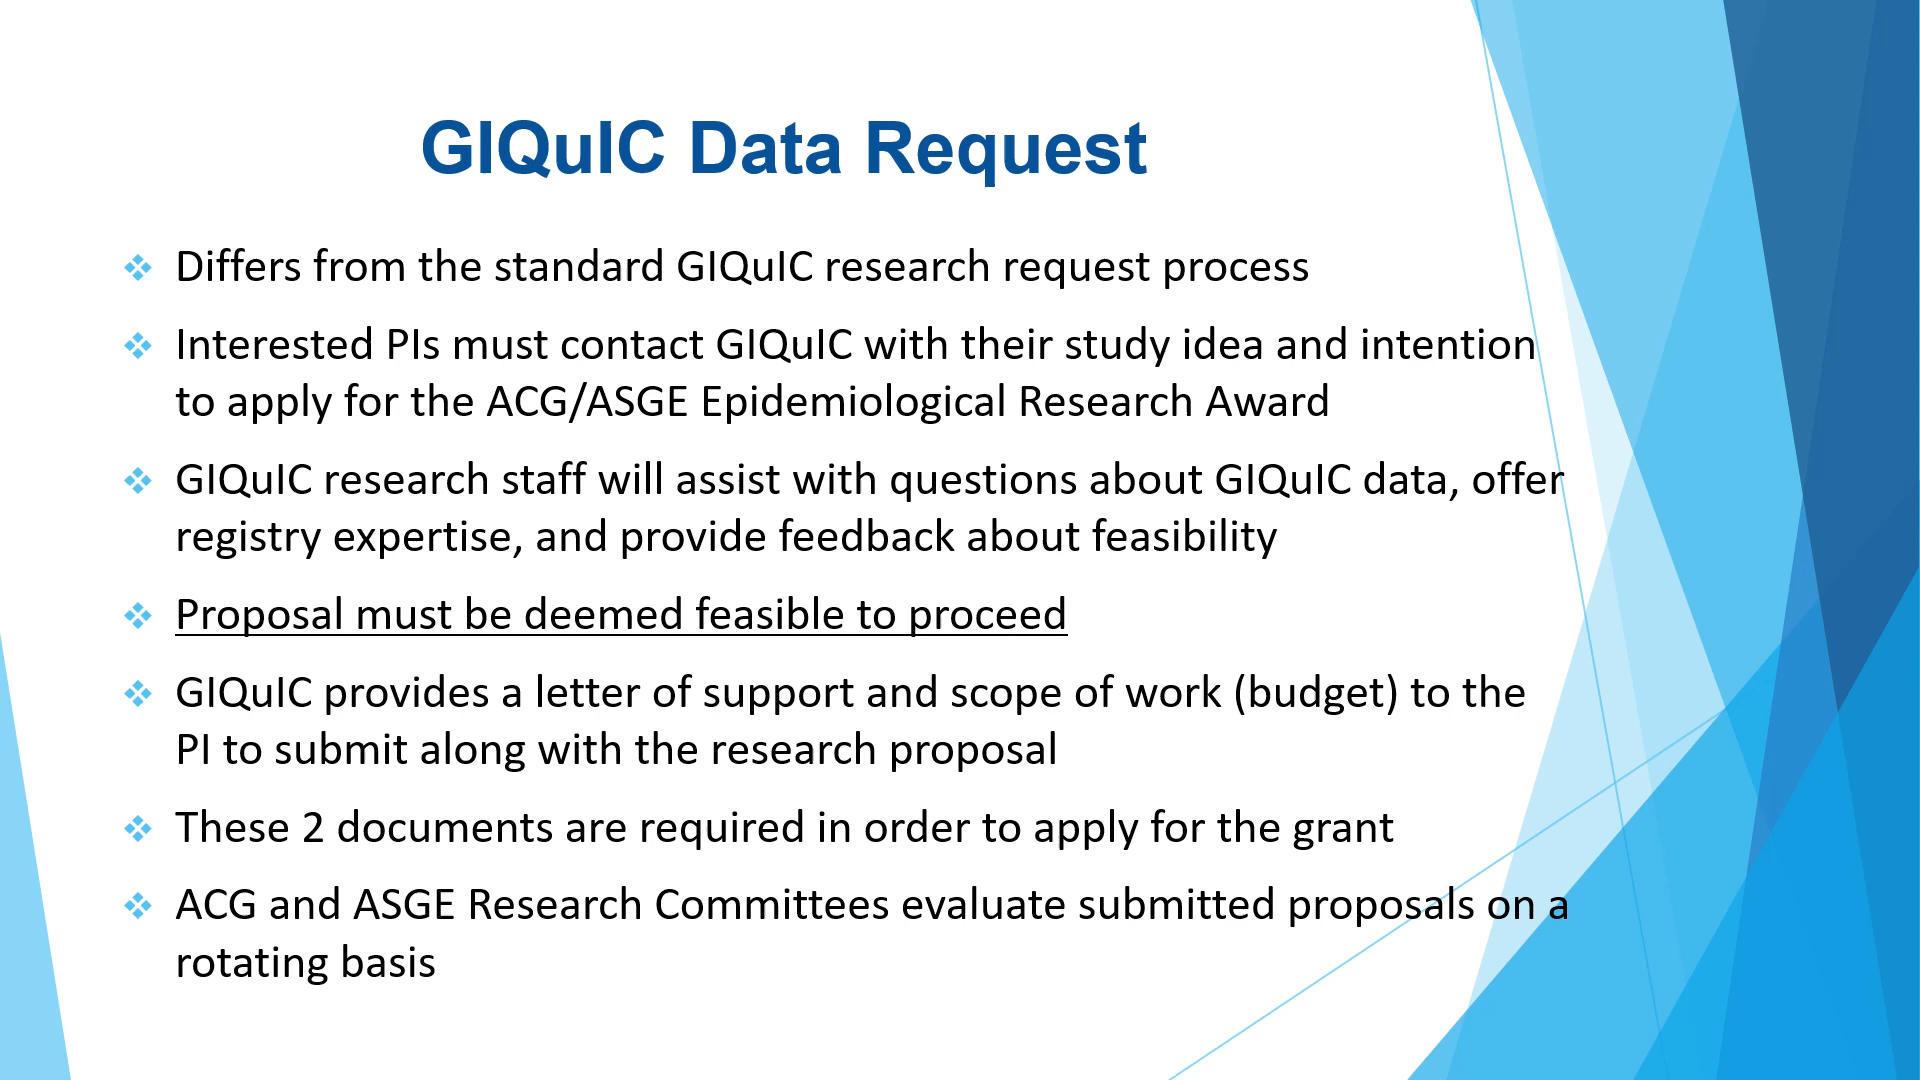 GIQuIC Data Request
❖ Differs from the standard GIQuIC research request process
❖ Interested PIs must contact GIQuIC with their study idea and intention
to apply for the ACG/ASGE Epidemiological Research Award
❖ GIQuIC research staff will assist with questions about GIQuIC data, offer
registry expertise, and provide feedback about feasibility
❖ Proposal must be deemed feasible to proceed
❖ GIQuIC provides a letter of support and scope of work (budget) to the
PI to submit along with the research proposal
❖ These 2 documents are required in order to apply for the grant
❖ ACG and ASGE Research Committees evaluate submitted proposals on a
rotating basis